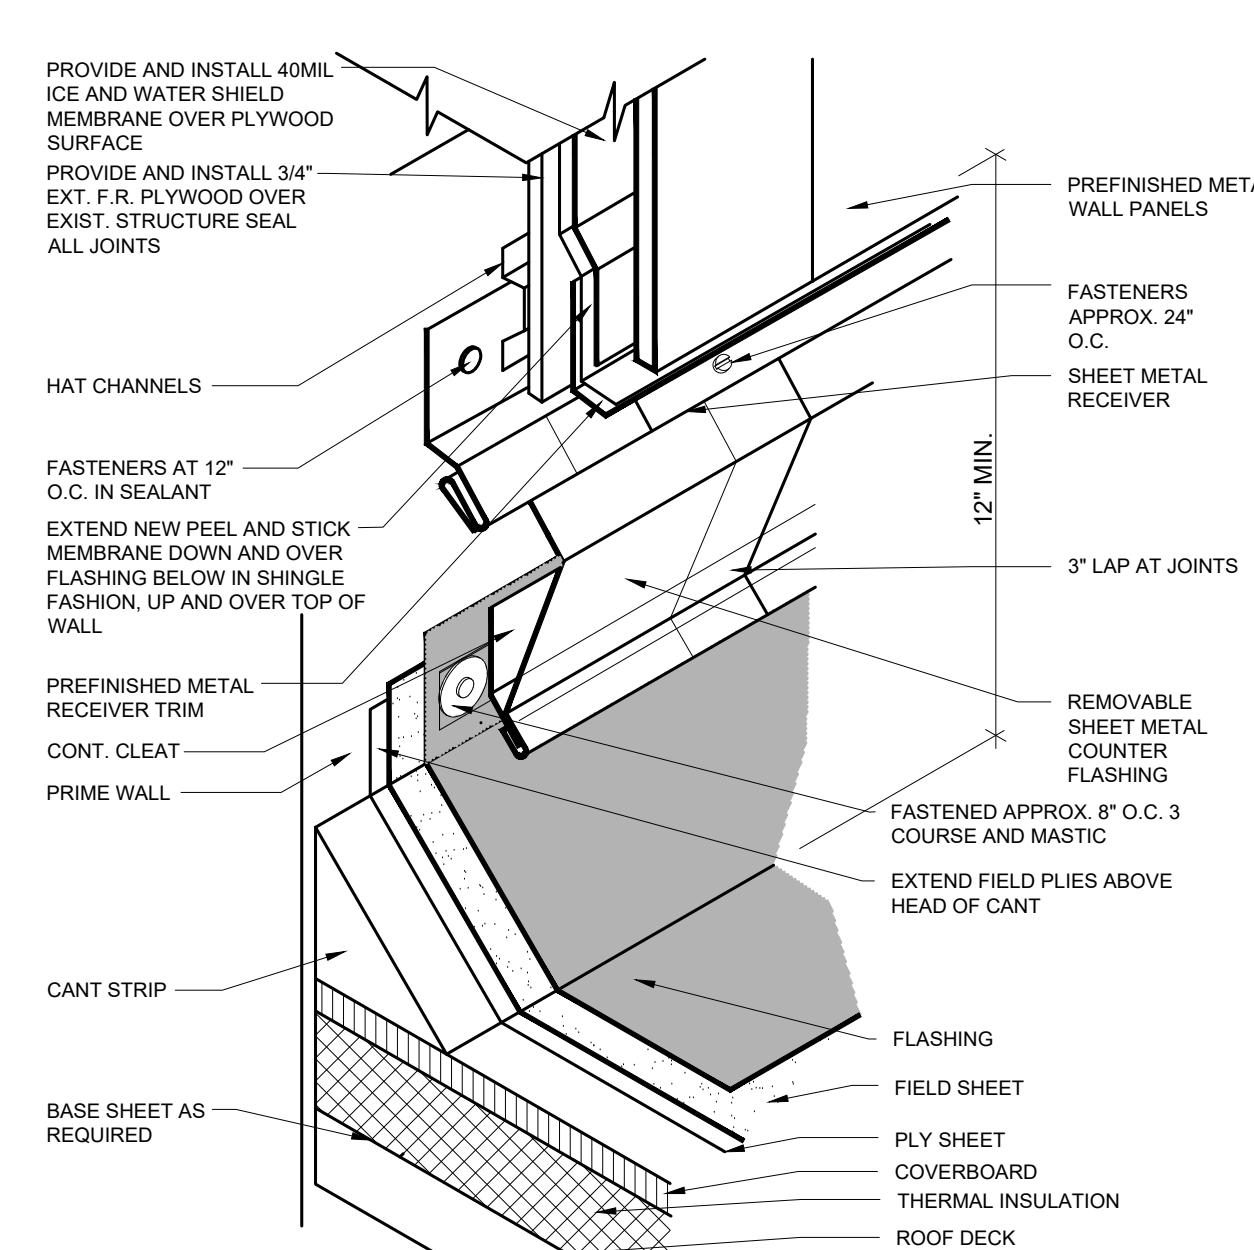 PROVIDE AND INSTALL 40MIL
ICE AND WATER SHIELD
MEMBRANE OVER PLYWOOD
SURFACE
PROVIDE AND INSTALL 3/4"
EXT. F.R. PLYWOOD OVER
EXIST. STRUCTURE SEAL
ALL JOINTS
HAT CHANNELS
FASTENERS AT 12"
O.C. IN SEALANT
EXTEND NEW PEEL AND STICK
MEMBRANE DOWN AND OVER
FLASHING BELOW IN SHINGLE
FASHION, UP AND OVER TOP OF
WALL
PREFINISHED METAL
RECEIVER TRIM
CONT. CLEAT
PRIME WALL
CANT STRIP
BASE SHEET AS
REQUIRED
PREFINISHED META
WALL PANELS
FASTENERS
APPROX. 24"
O.C.
SHEET METAL
RECEIVER
12" MIN.
3" LAP AT JOINTS
REMOVABLE
SHEET METAL
COUNTER
FLASHING
FASTENED APPROX. 8" O.C. 3
COURSE AND MASTIC
EXTEND FIELD PLIES ABOVE
HEAD OF CANT
FLASHING
FIELD SHEET
PLY SHEET
COVERBOARD
THERMAL INSULATION
ROOF DECK